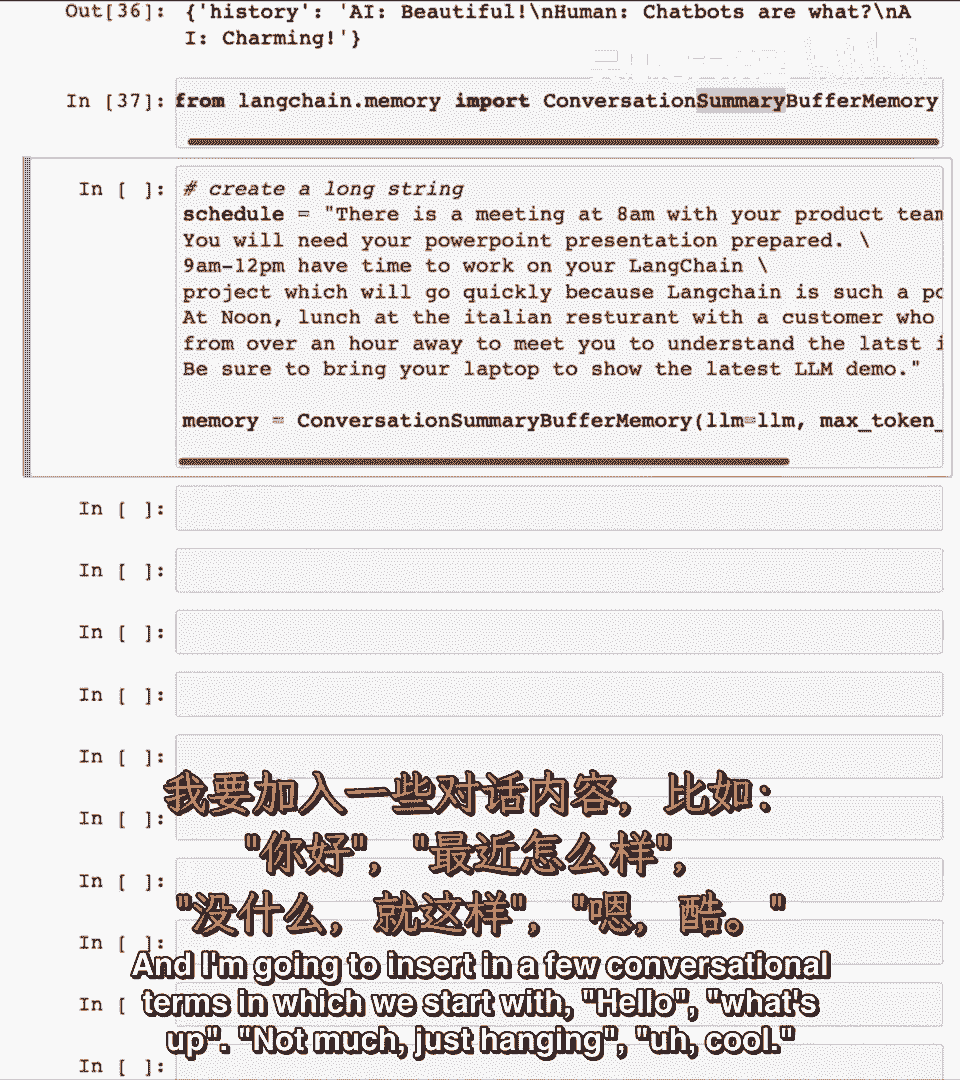 Out[36]: {'history': 'AI: Beautiful!\nHuman: Chatbots are what?\nA
I: Charming!'}
In [37]: from langchain.memory import ConversationSummaryBufferMemory
In [ ]: # create a long string
schedule = "There is a meeting at 8am with your product team
You will need your powerpoint presentation prepared. \
9am-12pm have time to work on your LangChain \
project which will go quickly because Langchain is such a po
At Noon, lunch at the italian resturant with a customer who
from over an hour away to meet you to understand the latst i
Be sure to bring your laptop to show the latest LLM demo."
memory = ConversationSummaryBufferMemory(llm=llm, max_token_
In [ ]:
In [ ]:
In [ ]:
In [ ]:
In [ ]:
In [ ]:
In [ ]:
In [ ]:
In [
In [ ]:
我要加入一些对话内容，比如：
"你好"，"最近怎么样"，
"没什么，就这样"，"嗯，酷。"
And I'm going to insert in a few conversational
terms in which we start with, "Hello", "what's
up". "Not much, just hanging", "uh, cool."